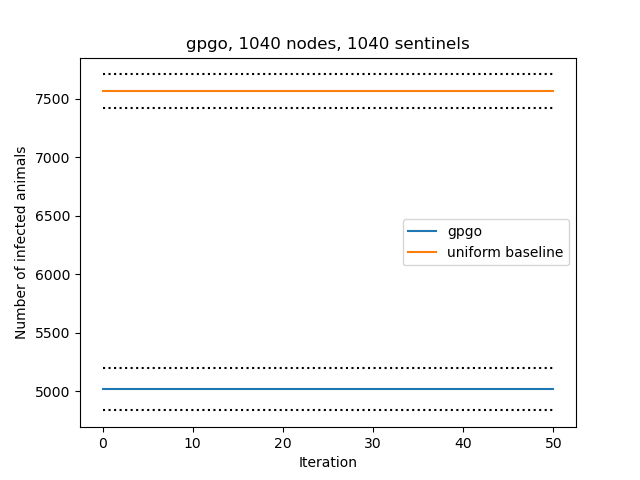 gpgo, 1040 nodes, 1040 sentinels
7500
7000
6500
6000
5500
5000
Number of infected animals
gpgo
uniform baseline
0 10 20 30 40 50
Iteration